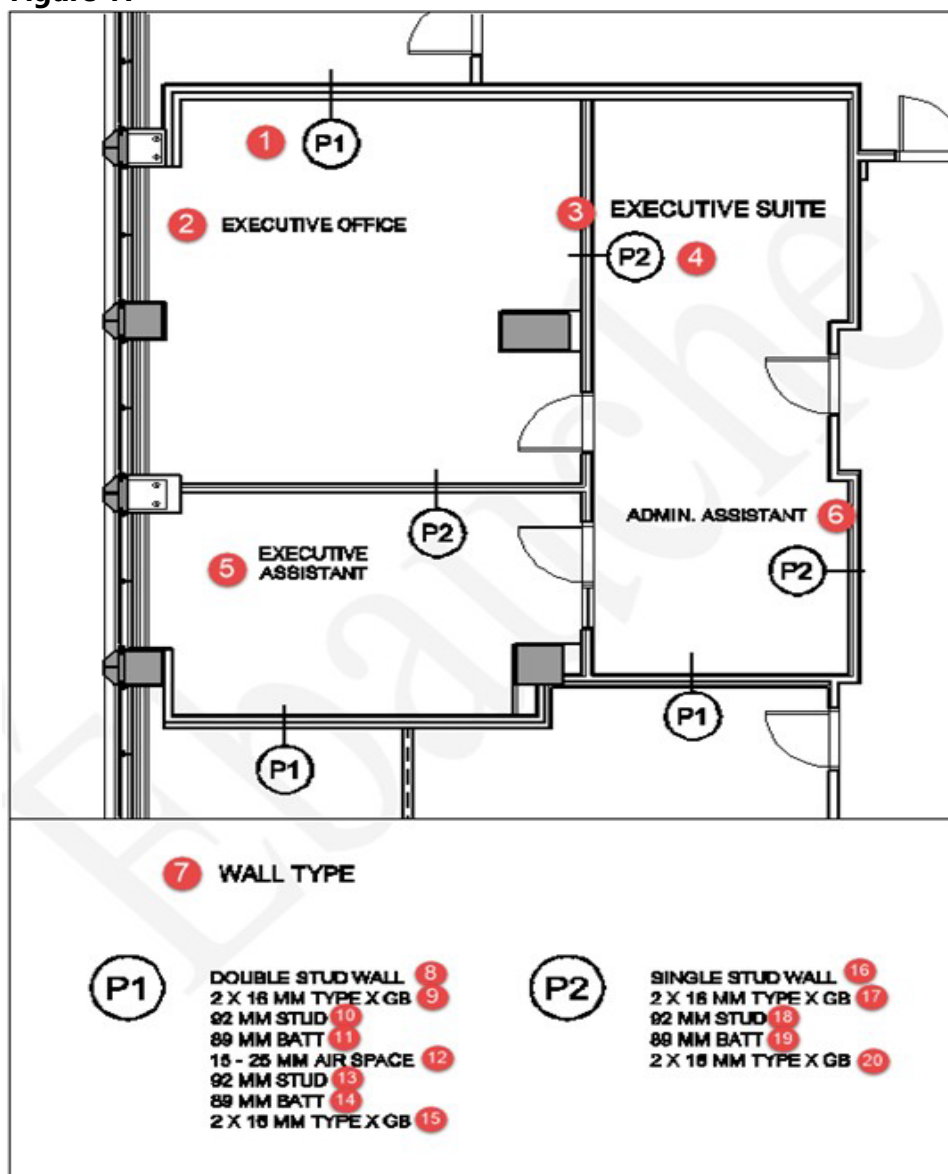 Figure 1.
1
P1
2
EXECUTIVE OFFICE
3
EXECUTIVE SUITE
P2
4
P2
ADMIN. ASSISTANT
6
5
EXECUTIVE
ASSISTANT
P2
P1
P1
7
WALL TYPE
P1
DOUBLE STUD WALL 8
2 X 16 MM TYPE X GB 9
92 MM STUD 10
89 MM BATT 11
15 - 25 MM AIR SPACE 12
92 MM STUD 13
89 MM BATT 14
2 X 16 MM TYPE X GB 15
P2
SINGLE STUD WALL 16
2 X 16 MM TYPE X GB 17
92 MM STUD 18
89 MM BATT 19
2 X 16 MM TYPE X GB 20
Ébauche